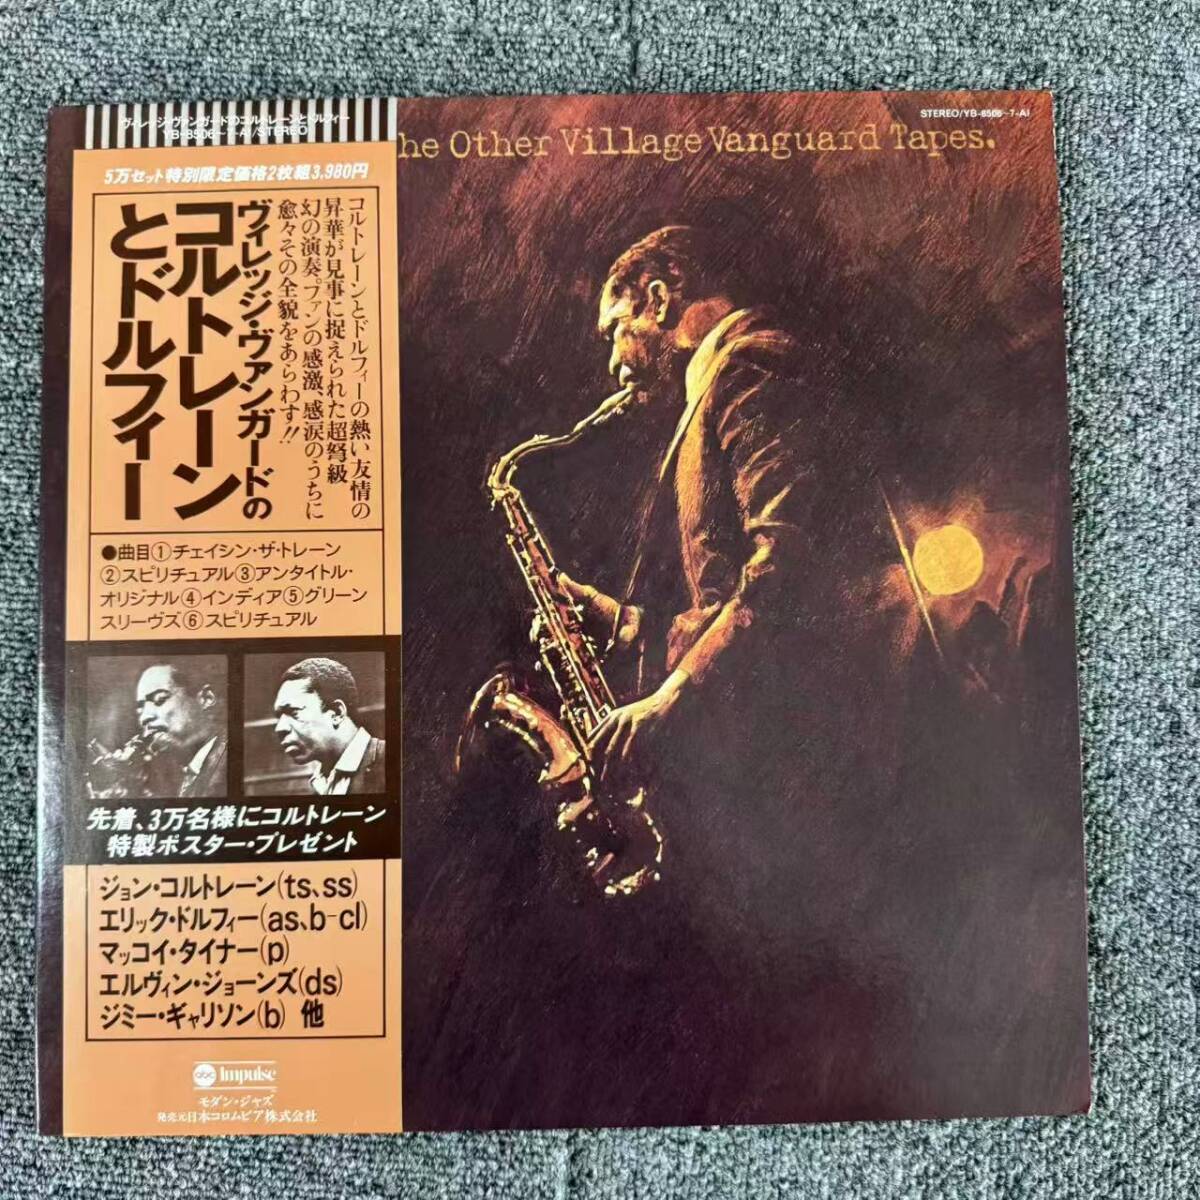 ヴィレッジ・ヴァンガードのコルトレーンとドルフィー
YB-8506~7-AI/STEREO
5万セット特別限定価格2枚組3,980円
ヴィレッジ・ヴァンガードの
コルトレーン
とドルフィー
コルトレーンとドルフィーの熱い友情の
昇華が見事に捉えられた超弩級
幻の演奏。ファンの感激、感涙のうちに
愈々その全貌をあらわす!!
●曲目①チェイシン・ザ・トレーン
②スピリチュアル③アンタイトル・
オリジナル④インディア⑤グリーン
スリーヴズ⑥スピリチュアル
先着、3万名様にコルトレーン
特製ポスター・プレゼント
ジョン・コルトレーン(ts、ss)
エリック・ドルフィー(as、b-cl)
マッコイ・タイナー(p)
エルヴィン・ジョーンズ(ds)
ジミー・ギャリソン(b) 他
abc Impulse
モダン・ジャズ
発売元日本コロムビア株式会社
STEREO/YB-8506~7-AI
he Other Village Vanguard Tapes.